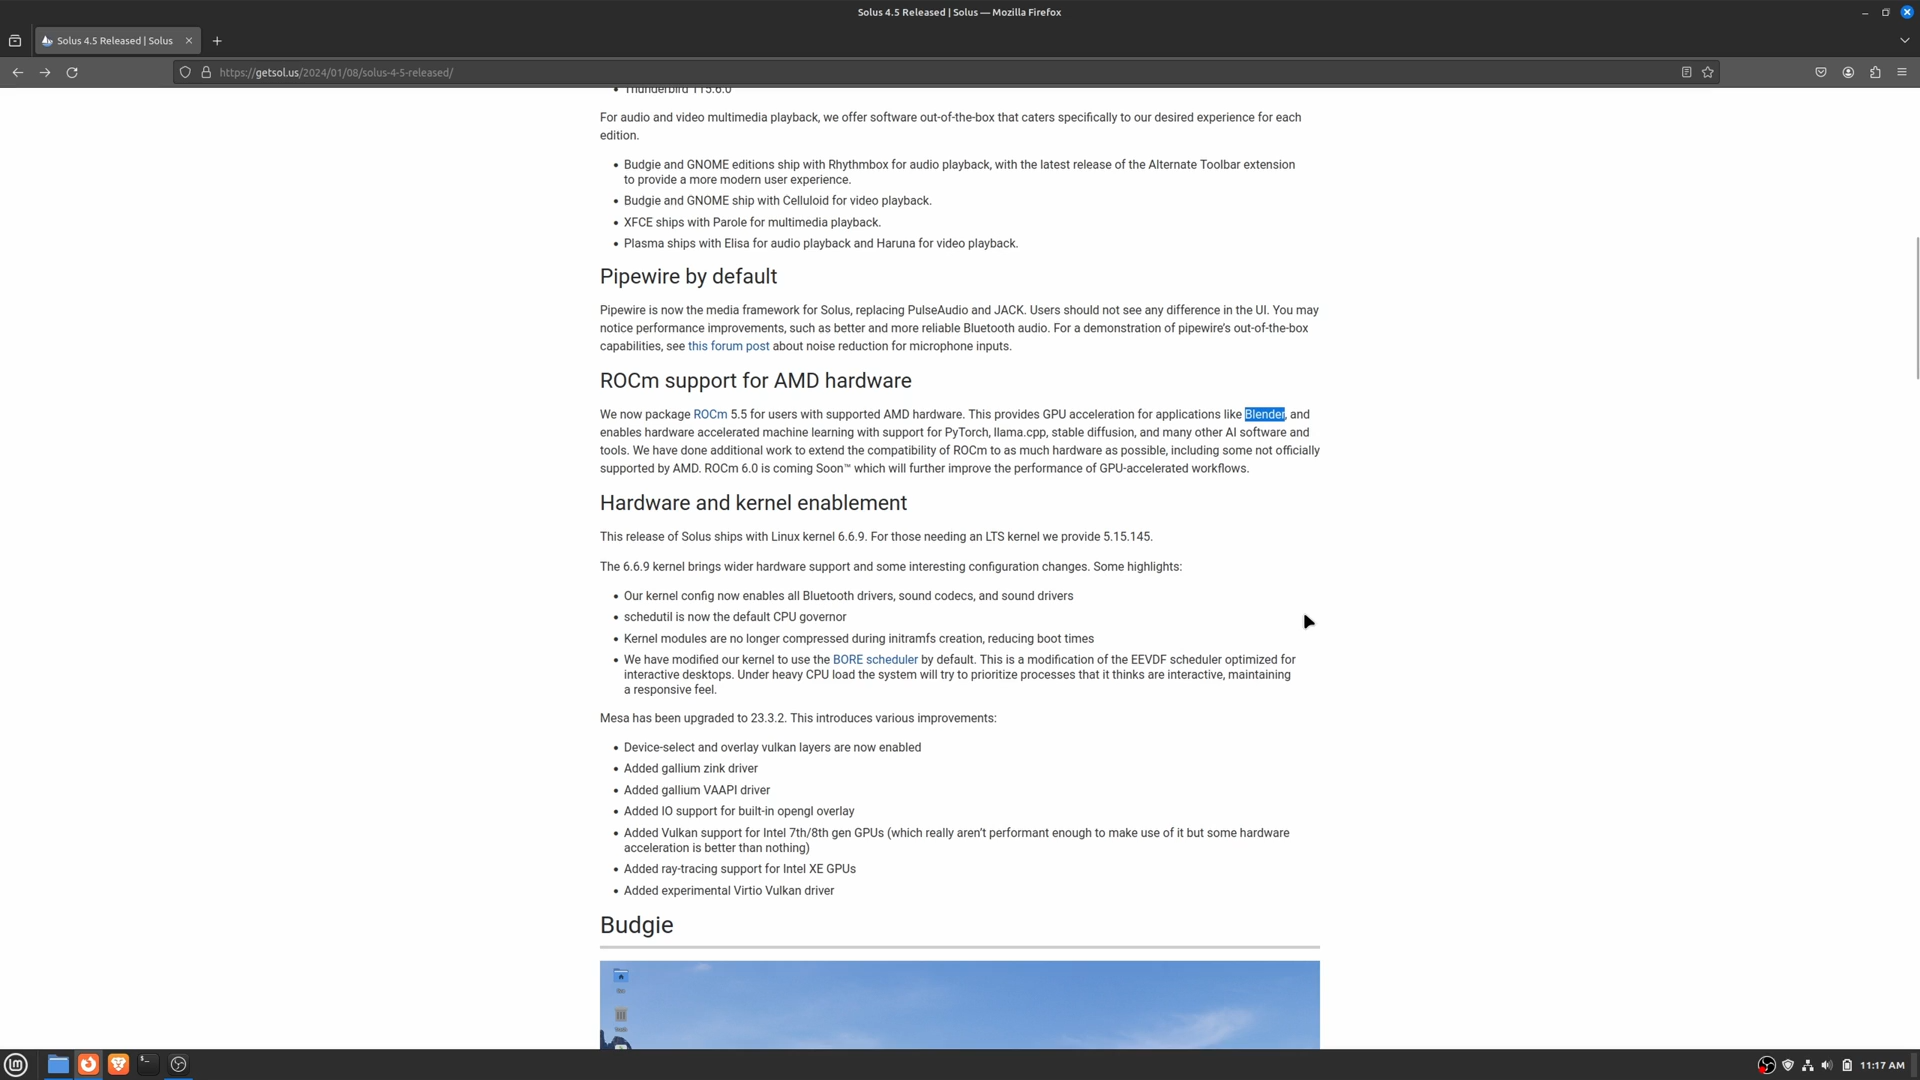 Solus 4.5 Released | Solus — Mozilla Firefox
Solus 4.5 Released | Solus
https://getsol.us/2024/01/08/solus-4-5-released/
Thunderbird 115.6.0
For audio and video multimedia playback, we offer software out-of-the-box that caters specifically to our desired experience for each
edition.
Budgie and GNOME editions ship with Rhythmbox for audio playback, with the latest release of the Alternate Toolbar extension
to provide a more modern user experience.
Budgie and GNOME ship with Celluloid for video playback.
XFCE ships with Parole for multimedia playback.
Plasma ships with Elisa for audio playback and Haruna for video playback.
Pipewire by default
Pipewire is now the media framework for Solus, replacing PulseAudio and JACK. Users should not see any difference in the UI. You may
notice performance improvements, such as better and more reliable Bluetooth audio. For a demonstration of pipewire's out-of-the-box
capabilities, see this forum post about noise reduction for microphone inputs.
ROCm support for AMD hardware
We now package ROCm 5.5 for users with supported AMD hardware. This provides GPU acceleration for applications like Blender, and
enables hardware accelerated machine learning with support for PyTorch, llama.cpp, stable diffusion, and many other AI software and
tools. We have done additional work to extend the compatibility of ROCm to as much hardware as possible, including some not officially
supported by AMD. ROCm 6.0 is coming Soon™ which will further improve the performance of GPU-accelerated workflows.
Hardware and kernel enablement
This release of Solus ships with Linux kernel 6.6.9. For those needing an LTS kernel we provide 5.15.145.
The 6.6.9 kernel brings wider hardware support and some interesting configuration changes. Some highlights:
Our kernel config now enables all Bluetooth drivers, sound codecs, and sound drivers
schedutil is now the default CPU governor
Kernel modules are no longer compressed during initramfs creation, reducing boot times
We have modified our kernel to use the BORE scheduler by default. This is a modification of the EEVDF scheduler optimized for
interactive desktops. Under heavy CPU load the system will try to prioritize processes that it thinks are interactive, maintaining
a responsive feel.
Mesa has been upgraded to 23.3.2. This introduces various improvements:
Device-select and overlay vulkan layers are now enabled
Added gallium zink driver
Added gallium VAAPI driver
Added IO support for built-in opengl overlay
Added Vulkan support for Intel 7th/8th gen GPUs (which really aren't performant enough to make use of it but some hardware
acceleration is better than nothing)
Added ray-tracing support for Intel XE GPUs
Added experimental Virtio Vulkan driver
Budgie
11:17 AM